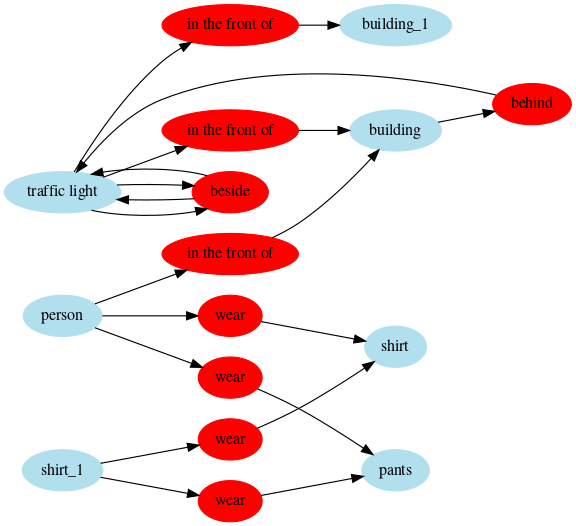 in the front of
building_1
behind
in the front of
building
traffic light
beside
in the front of
person
wear
shirt
wear
wear
shirt_1
pants
wear